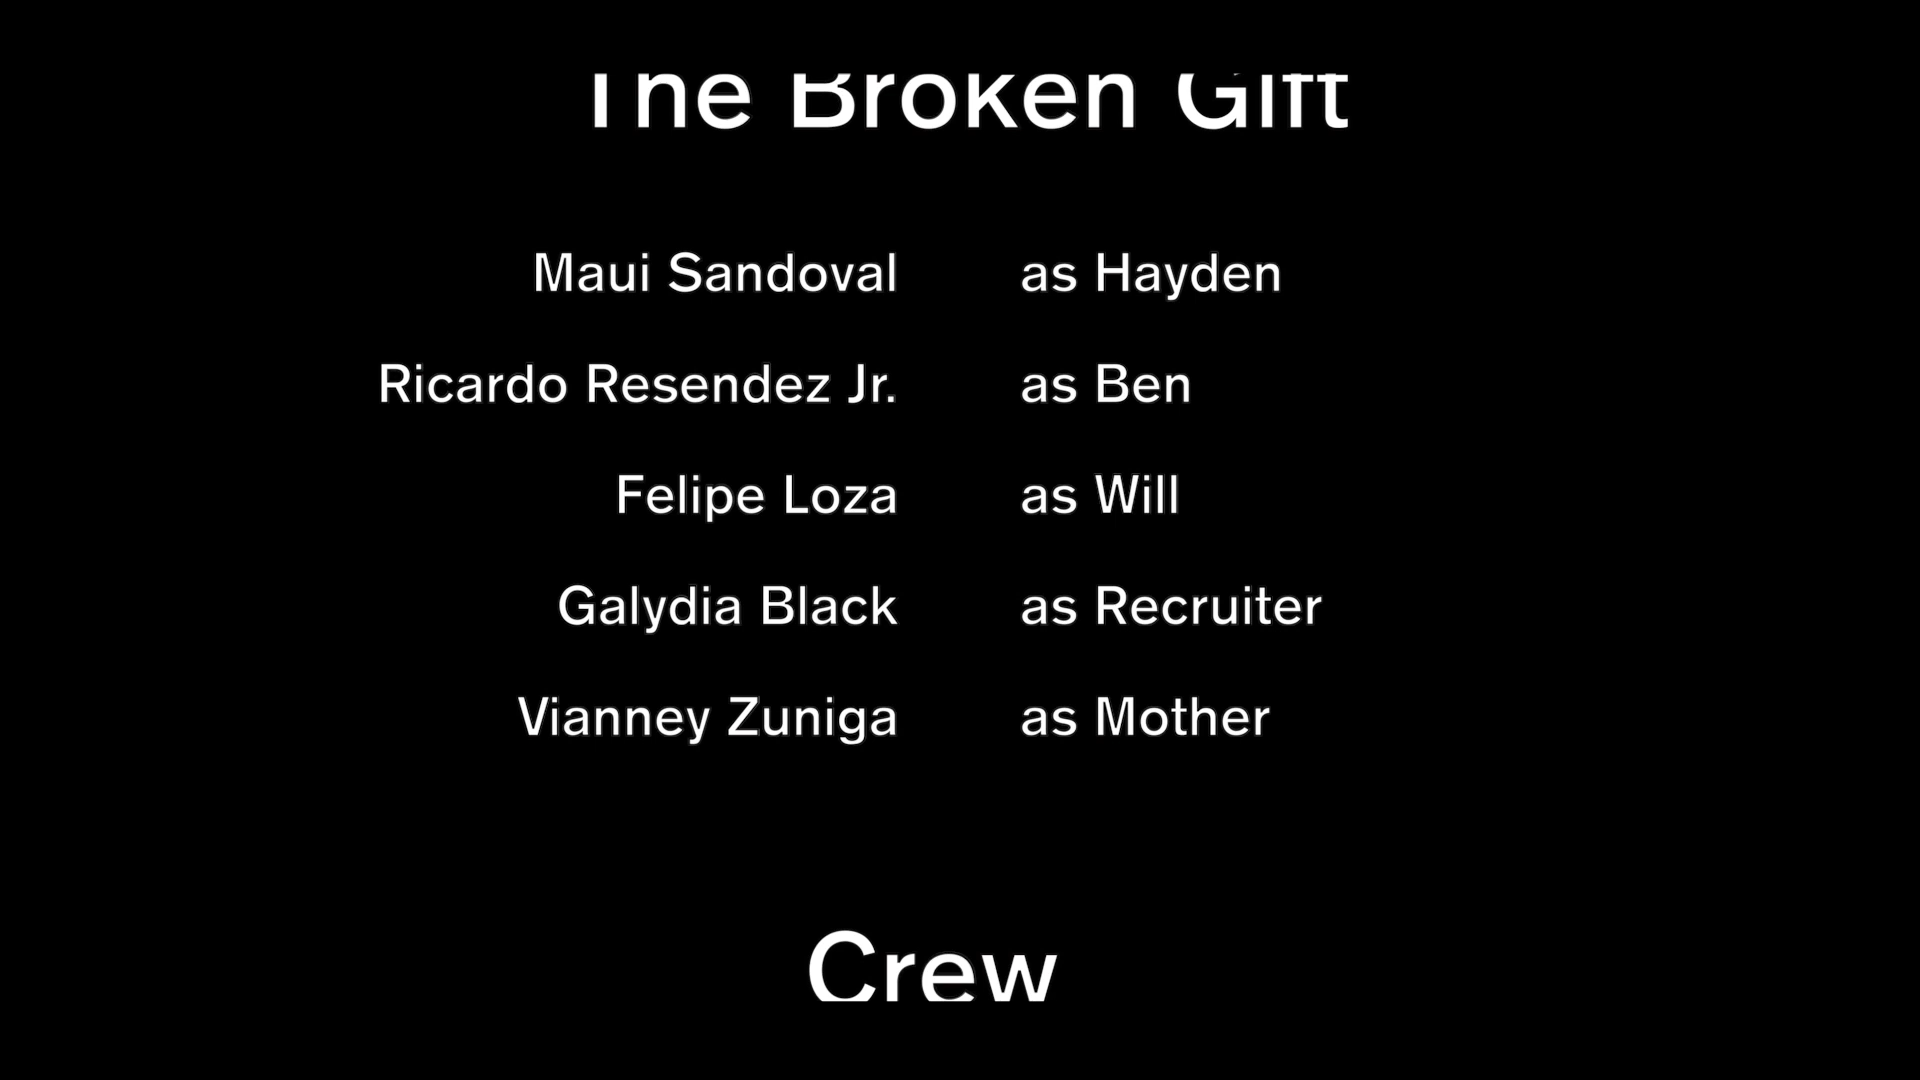 The Broken Gift
Maui Sandoval as Hayden
Ricardo Resendez Jr. as Ben
Felipe Loza as Will
Galydia Black as Recruiter
Vianney Zuniga as Mother
Crew